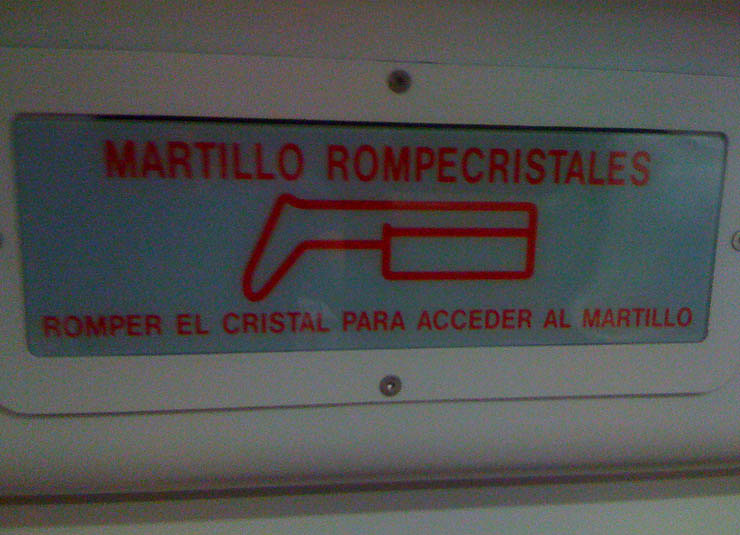 MARTILLO ROMPECRISTALES
ROMPER EL CRISTAL PARA ACCEDER AL MARTILLO